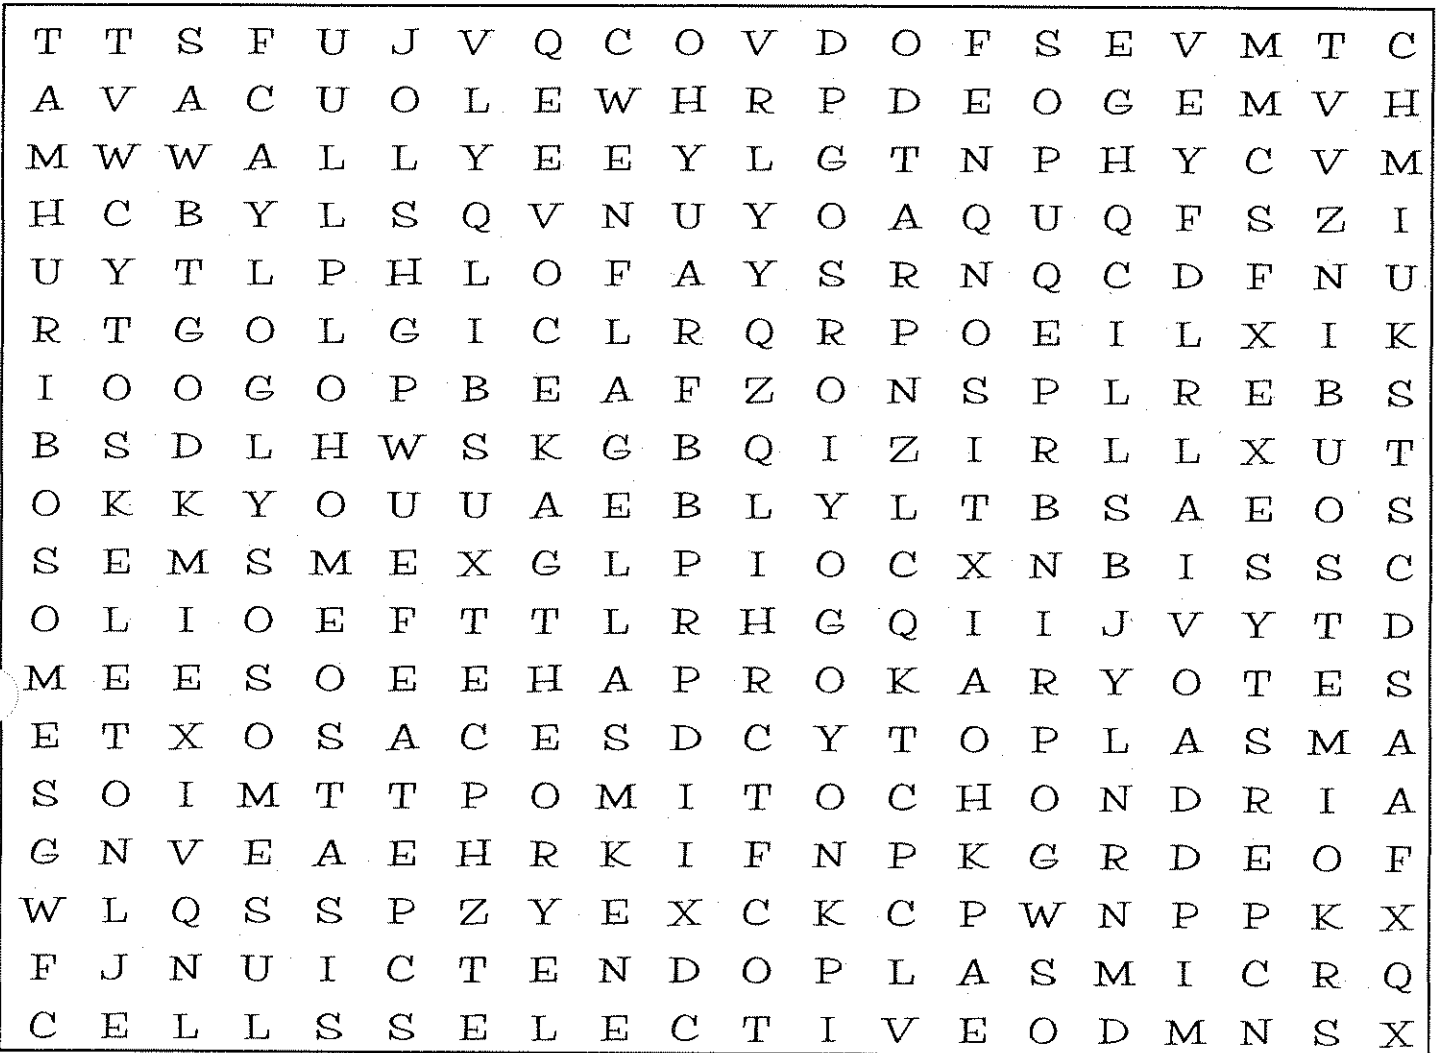 T T S F U J V Q C O V D O F S E V M T C
A V A C U O L E W H R P D E O G E M V H
M W W A L L Y E E Y L G T N P H Y C V M
H C B Y L S Q V N U Y O A Q U Q F S Z I
U Y T L P H L O F A Y S R N Q C D F N U
R T G O L G I C L R Q R P O E I L X I K
I O O G O P B E A F Z O N S P L R E B S
B S D L H W S K G B Q I Z I R L L X U T
O K K Y O U U A E B L Y L T B S A E O S
S E M S M E X G L P I O C X N B I S S C
O L I O E F T T L R H G Q I I J V Y T D
M E E S O E E H A P R O K A R Y O T E S
E T X O S A C E S D C Y T O P L A S M A
S O I M T T P O M I T O C H O N D R I A
G N V E A E H R K I F N P K G R D E O F
W L Q S S P Z Y E X C K C P W N P P K X
F J N U I C T E N D O P L A S M I C R Q
C E L L S S E L E C T I V E O D M N S X